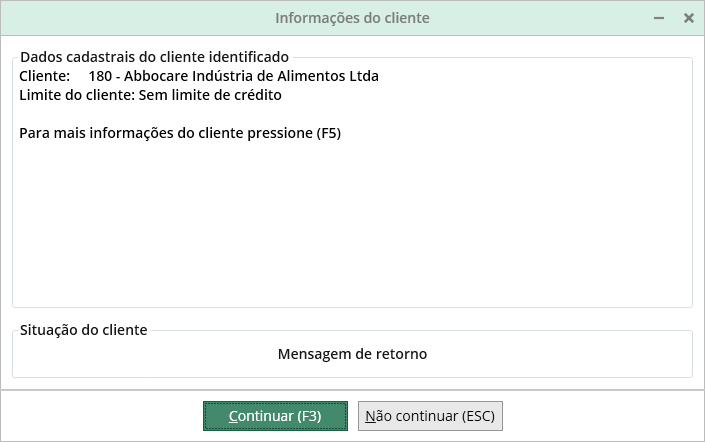 Informações do cliente
Dados cadastrais do cliente identificado
Cliente: 180 - Abbocare Indústria de Alimentos Ltda
Limite do cliente: Sem limite de crédito
Para mais informações do cliente pressione (F5)
Situação do cliente
Mensagem de retorno
Continuar (F3)
Não continuar (ESC)